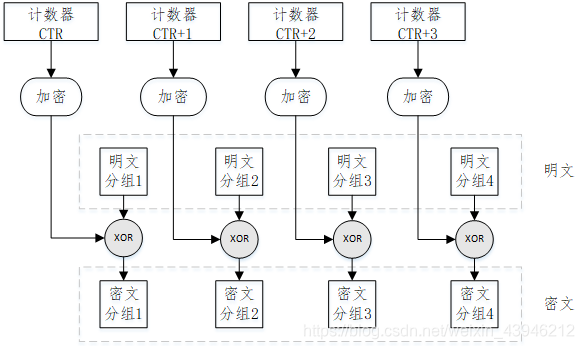 计数器
CTR
计数器
CTR+1
计数器
CTR+2
计数器
CTR+3
加密
加密
加密
加密
明文
分组1
明文
分组2
明文
分组3
明文
分组4
明文
XOR
XOR
XOR
XOR
密文
分组1
密文
分组2
密文
分组3
密文
分组4
密文
https://blog.csdn.net/weixin_43946212